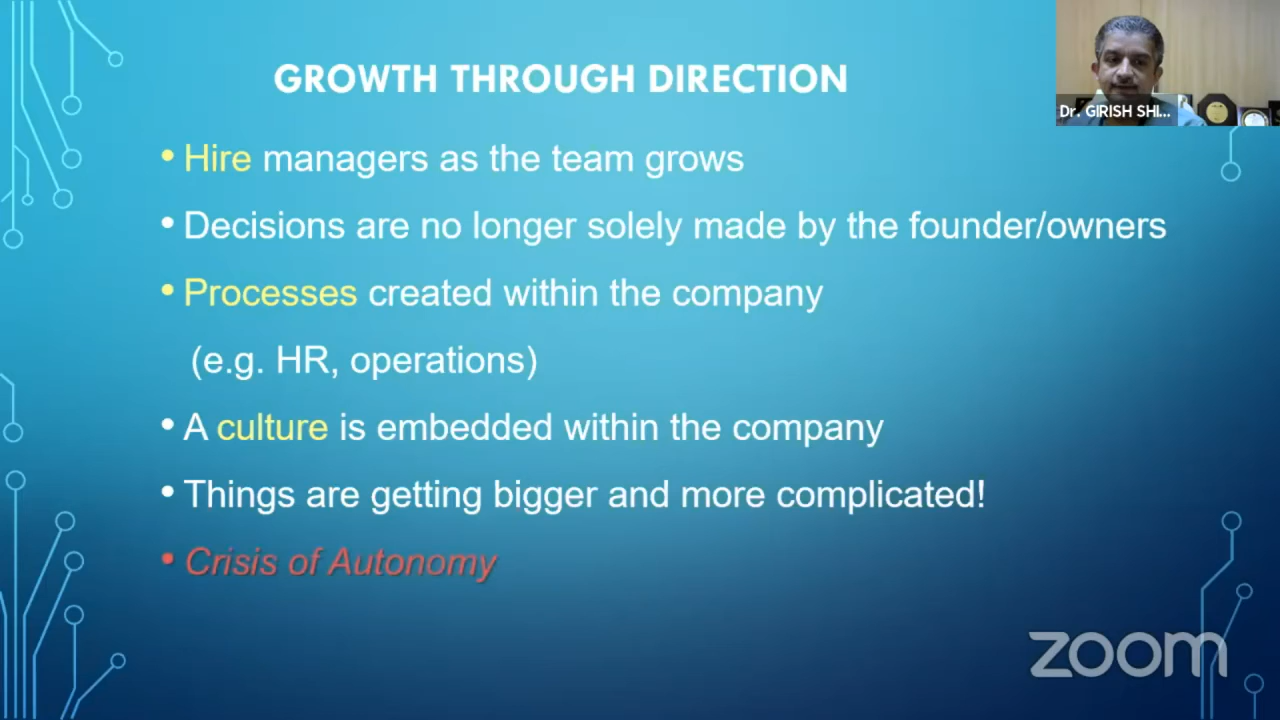 GROWTH THROUGH DIRECTION
Dr. GIRISH SHI...
• Hire managers as the team grows
• Decisions are no longer solely made by the founder/owners
• Processes created within the company
(e.g. HR, operations)
• A culture is embedded within the company
• Things are getting bigger and more complicated!
• Crisis of Autonomy
zoom